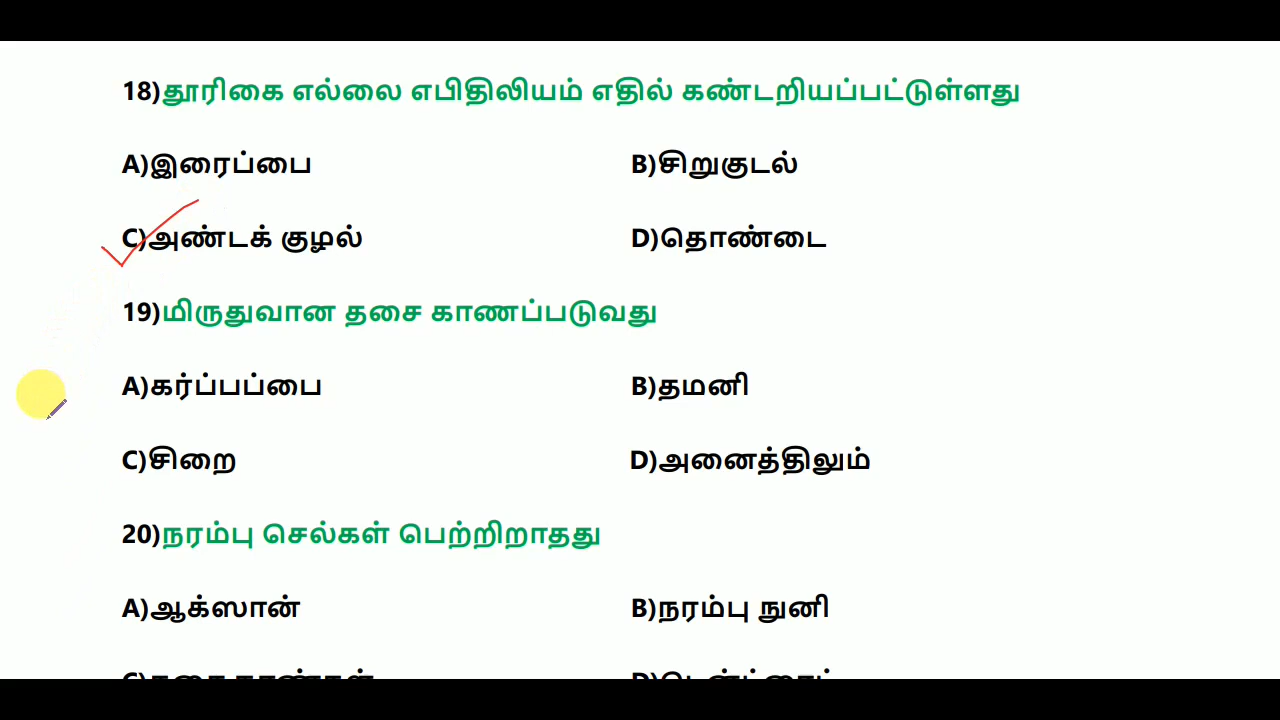 18)தூரிகை எல்லை எபிதிலியம் எதில் கண்டறியப்பட்டுள்ளது
A)இரைப்பை B)சிறுகுடல்
C)அண்டக் குழல் D)தொண்டை
19)மிருதுவான தசை காணப்படுவது
A)கர்ப்பப்பை B)தமனி
C)சிறை D)அனைத்திலும்
20)நரம்பு செல்கள் பெற்றிறாதது
A)ஆக்ஸான் B)நரம்பு நுனி